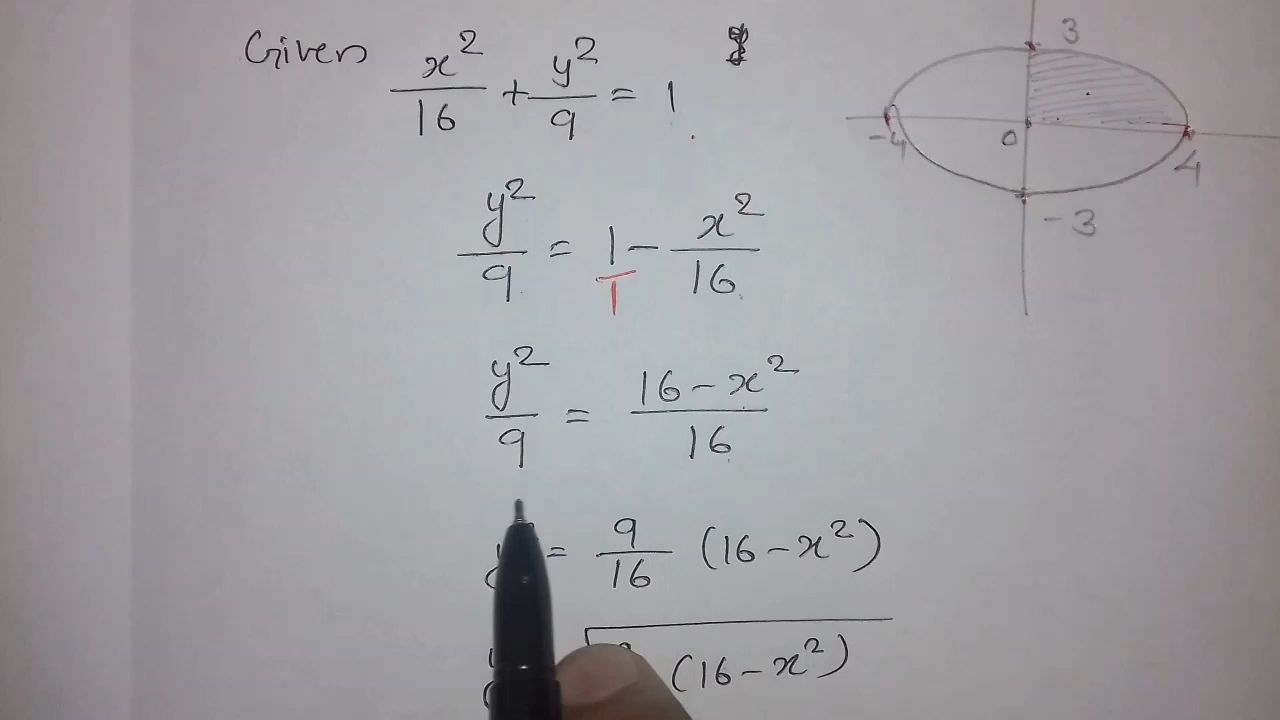 Given x²/16 + y²/9 = 1
y²/9 = 1/1 - x²/16
y²/9 = 16 - x²/16
= 9/16 (16 - x²)
(16 - x²)
3
-4
0
4
-3